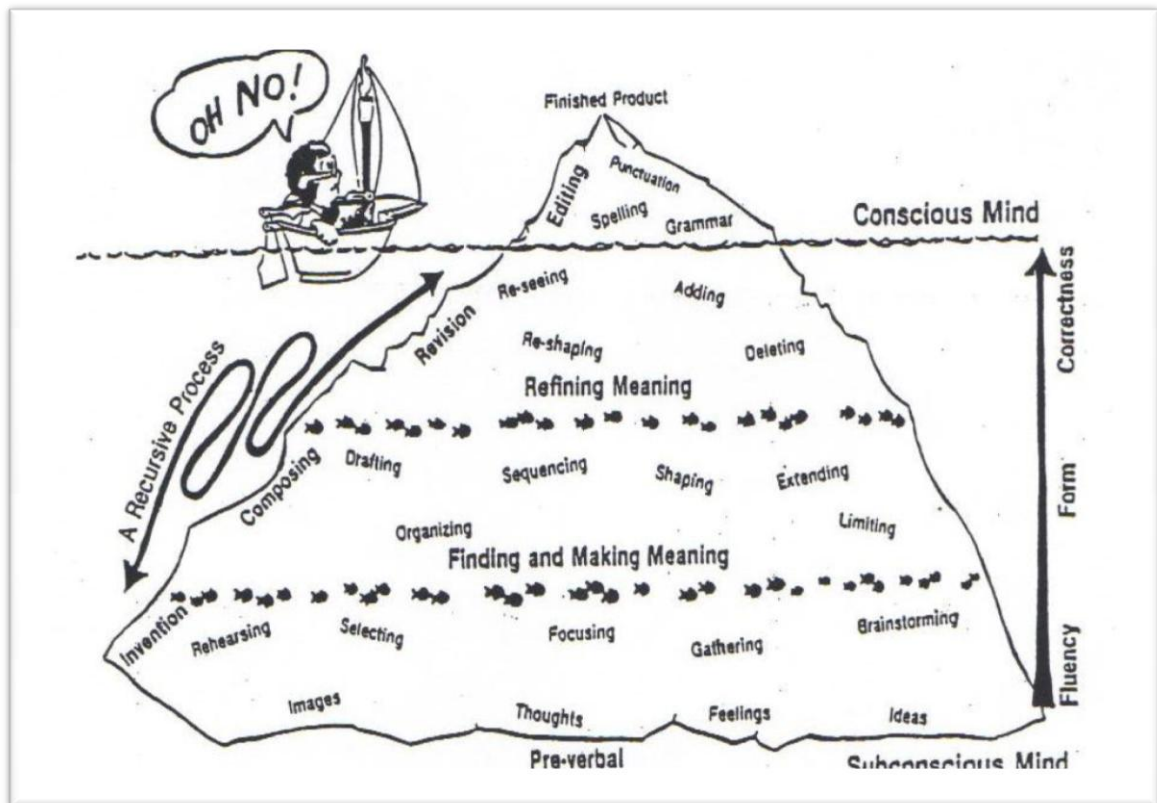 OH NO!
Finished Product
Editing
Punctuation
Spelling
Grammar
Conscious Mind
Re-seeing
Adding
Revision
Re-shaping
Deleting
Refining Meaning
A Recursive Process
Composing
Drafting
Sequencing
Shaping
Extending
Organizing
Limiting
Finding and Making Meaning
Invention
Rehearsing
Selecting
Focusing
Gathering
Brainstorming
Images
Thoughts
Feelings
Ideas
Pre-verbal
Subconscious Mind
Correctness
Form
Fluency